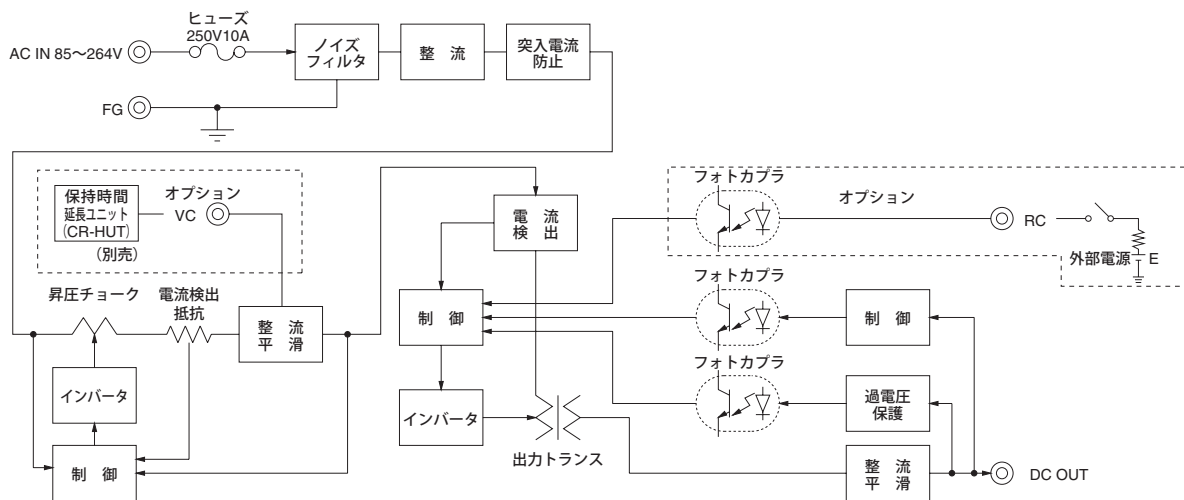 ヒューズ
250V10A
AC IN 85～264V
ノイズ
フィルタ
整 流
突入電流
防止
FG
保持時間
延長ユニット
(CR-HUT)
(別売)
オプション
VC
電 流
検 出
フォトカプラ
オプション
RC
外部電源
E
昇圧チョーク
電流検出
抵抗
整 流
平 滑
制 御
フォトカプラ
制 御
インバータ
フォトカプラ
過電圧
保護
インバータ
制 御
出力トランス
整 流
平 滑
DC OUT